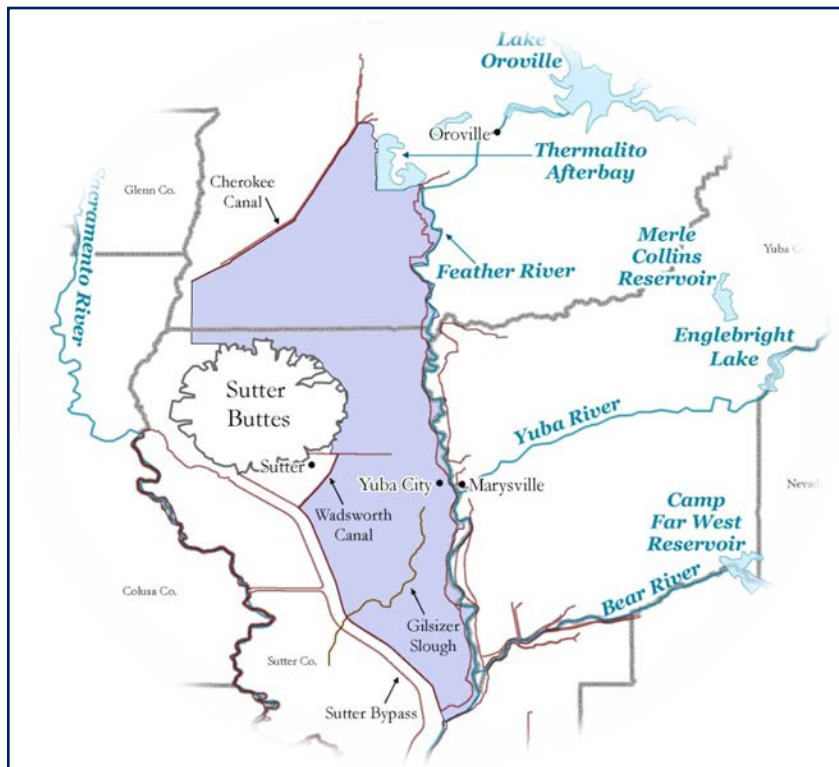 Lake
Oroville
Oroville
Thermalito
Afterbay
Glenn Co.
Cherokee
Canal
Sacramento River
Feather River
Merle
Collins
Reservoir
Yuba
Englebright
Lake
Sutter
Buttes
Yuba River
Sutter
Yuba City
Marysville
Wadsworth
Canal
Camp
Far West
Reservoir
Colusa Co.
Bear River
Gilsizer
Slough
Sutter Co.
Sutter Bypass